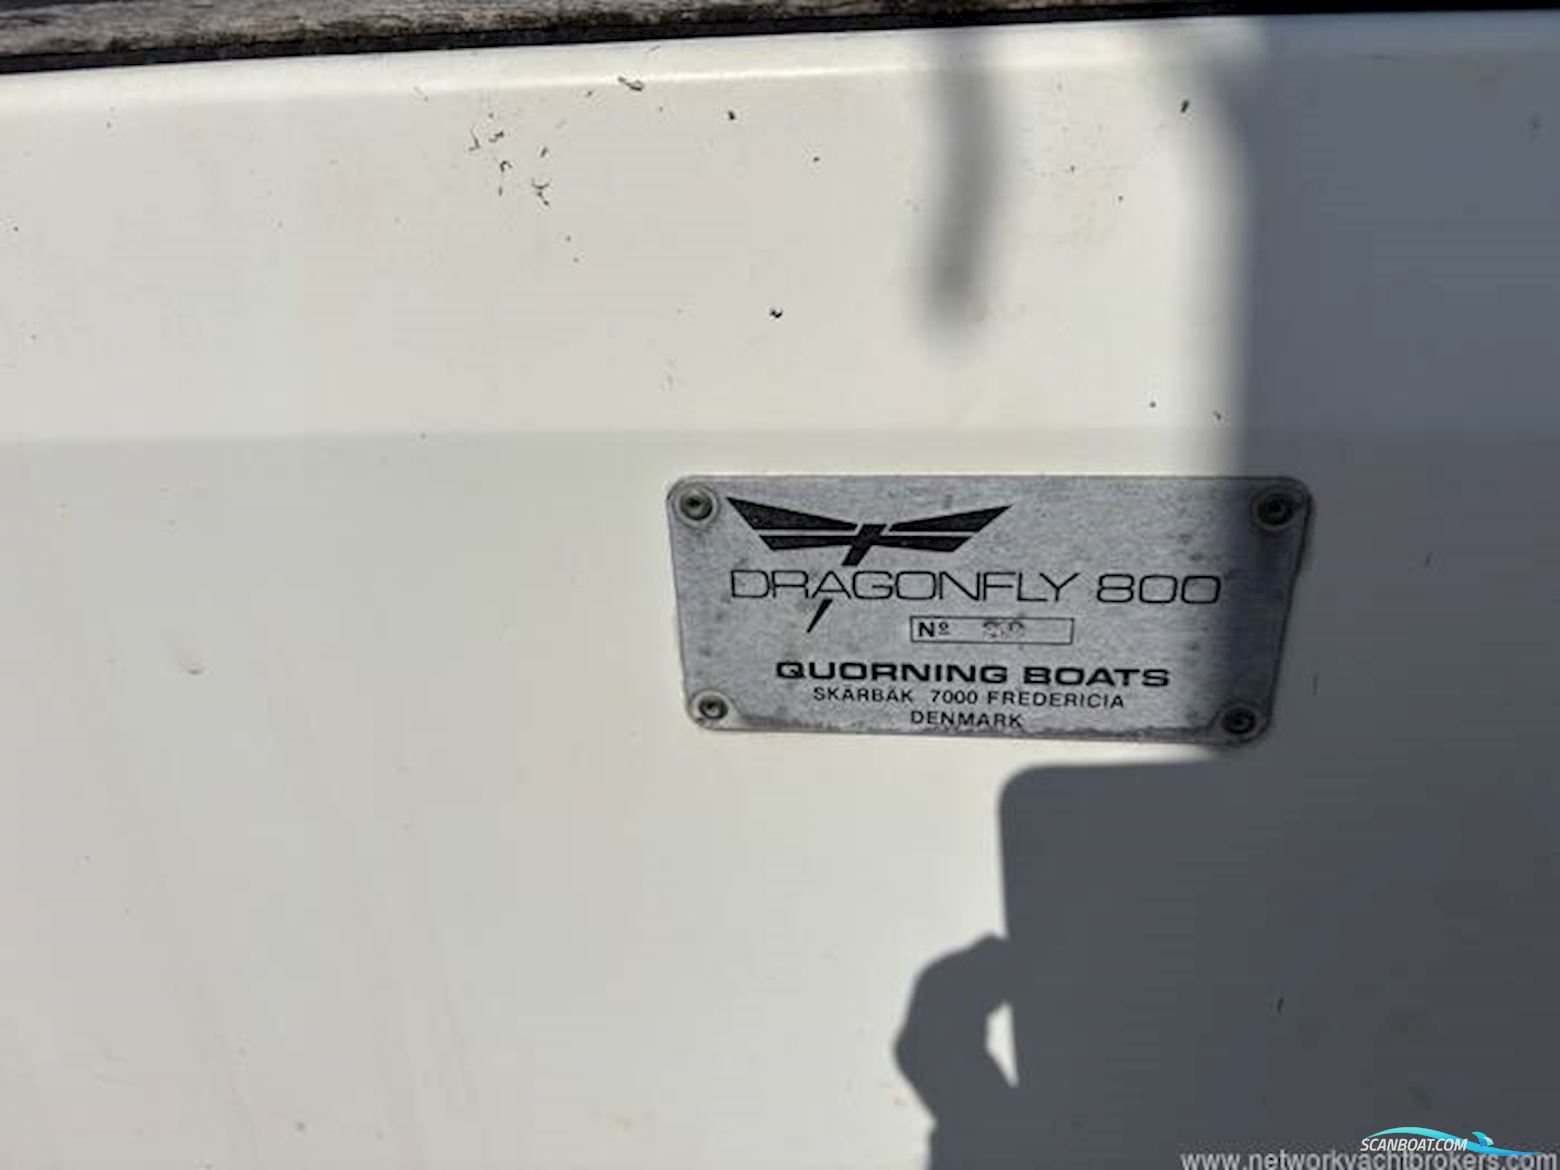 DRAGONFLY 800
Nº
QUORNING BOATS
SKÄRBÄK 7000 FREDERICIA
DENMARK
SCANBOAT.COM
www.networkyachtbrokers.com